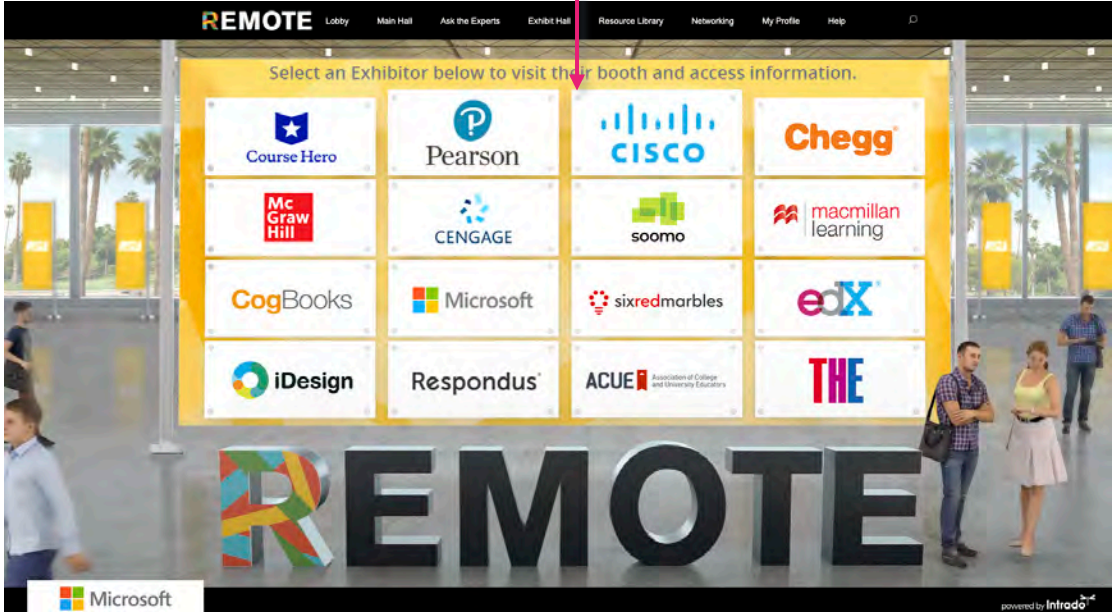 REMOTE Lobby Main Hall Ask the Experts Exhibit Hall Resource Library Networking My Profile Help
Select an Exhibitor below to visit their booth and access information.
Course Hero
Pearson
CISCO
Chegg
Mc
Graw
Hill
CENGAGE
soomo
macmillan
learning
CogBooks
Microsoft
sixredmarbles
edX
iDesign
Respondus
ACUE Association of College
and University Educators
THE
REMOTE
Microsoft
powered by Intrado